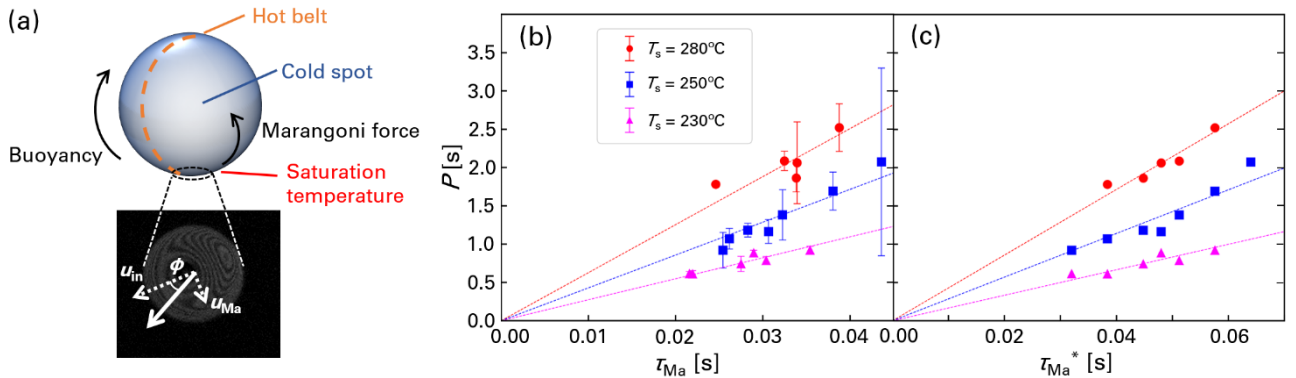 (a)
Hot belt
Cold spot
Marangoni force
Buoyancy
Saturation
temperature
u_in
ϕ
u_Ma
(b)
T_s = 280°C
T_s = 250°C
T_s = 230°C
P [s]
3.5
3.0
2.5
2.0
1.5
1.0
0.5
0.0
0.00 0.01 0.02 0.03 0.04
τ_Ma [s]
(c)
0.00 0.02 0.04 0.06
τ_Ma* [s]